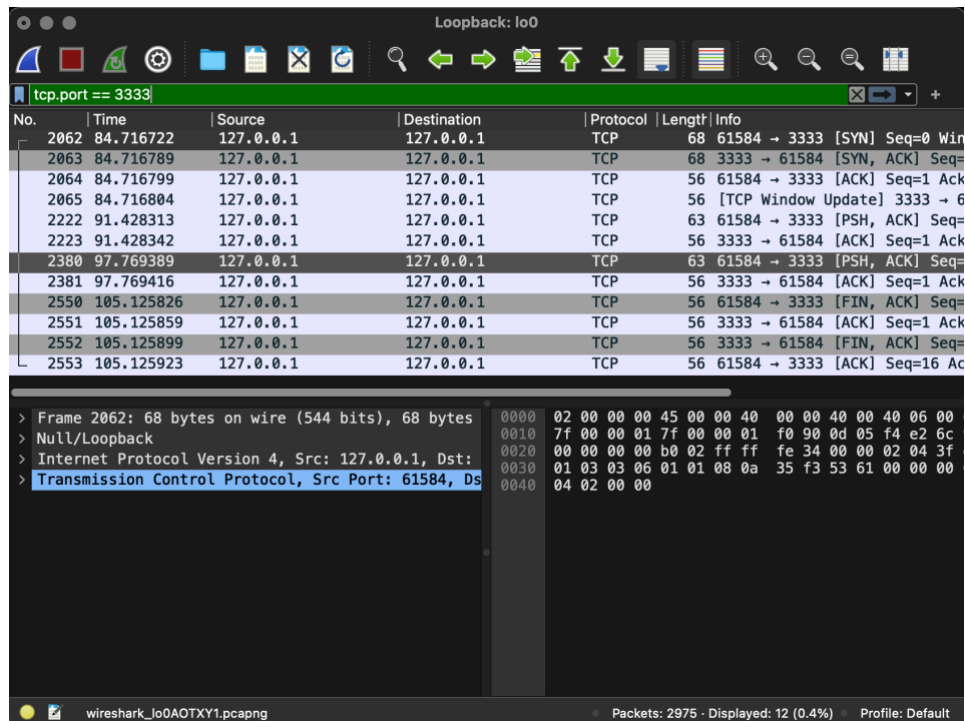 Loopback: lo0
tcp.port == 3333
No. Time Source Destination Protocol Length Info
2062 84.716722 127.0.0.1 127.0.0.1 TCP 68 61584 → 3333 [SYN] Seq=0 Win
2063 84.716789 127.0.0.1 127.0.0.1 TCP 68 3333 → 61584 [SYN, ACK] Seq=
2064 84.716799 127.0.0.1 127.0.0.1 TCP 56 61584 → 3333 [ACK] Seq=1 Ack
2065 84.716804 127.0.0.1 127.0.0.1 TCP 56 [TCP Window Update] 3333 → 6
2222 91.428313 127.0.0.1 127.0.0.1 TCP 63 61584 → 3333 [PSH, ACK] Seq=
2223 91.428342 127.0.0.1 127.0.0.1 TCP 56 3333 → 61584 [ACK] Seq=1 Ack
2380 97.769389 127.0.0.1 127.0.0.1 TCP 63 61584 → 3333 [PSH, ACK] Seq=
2381 97.769416 127.0.0.1 127.0.0.1 TCP 56 3333 → 61584 [ACK] Seq=1 Ack
2550 105.125826 127.0.0.1 127.0.0.1 TCP 56 61584 → 3333 [FIN, ACK] Seq=
2551 105.125859 127.0.0.1 127.0.0.1 TCP 56 3333 → 61584 [ACK] Seq=1 Ack
2552 105.125899 127.0.0.1 127.0.0.1 TCP 56 3333 → 61584 [FIN, ACK] Seq=
2553 105.125923 127.0.0.1 127.0.0.1 TCP 56 61584 → 3333 [ACK] Seq=16 Ac
> Frame 2062: 68 bytes on wire (544 bits), 68 bytes
> Null/Loopback
> Internet Protocol Version 4, Src: 127.0.0.1, Dst:
> Transmission Control Protocol, Src Port: 61584, Ds
0000 02 00 00 00 45 00 00 40 00 00 40 00 40 06 00
0010 7f 00 00 01 7f 00 00 01 f0 90 0d 05 f4 e2 6c
0020 00 00 00 00 b0 02 ff ff fe 34 00 00 02 04 3f
0030 01 03 03 06 01 01 08 0a 35 f3 53 61 00 00 00
0040 04 02 00 00
wireshark_lo0AOTXY1.pcapng Packets: 2975 · Displayed: 12 (0.4%) Profile: Default